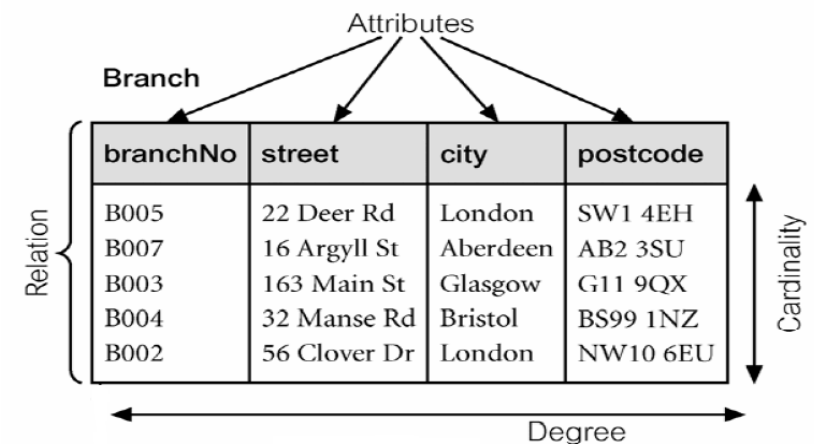 Attributes
Branch
branchNo street city postcode
B005 22 Deer Rd London SW1 4EH
B007 16 Argyll St Aberdeen AB2 3SU
B003 163 Main St Glasgow G11 9QX
B004 32 Manse Rd Bristol BS99 1NZ
B002 56 Clover Dr London NW10 6EU
Relation
Cardinality
Degree